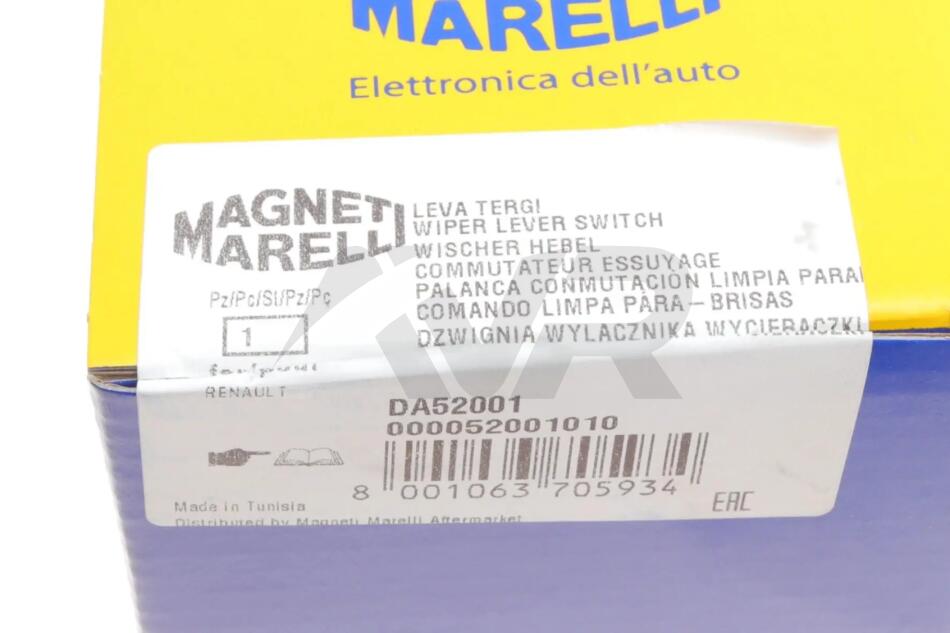 MARELLI
Elettronica dell'auto
MAGNETI
MARELLI
LEVA TERGI
WIPER LEVER SWITCH
WISCHER HEBEL
COMMUTATEUR ESSUYAGE
PALANCA CONMUTACION LIMPIA PARA
COMANDO LIMPA PARA-BRISAS
DZWIGNIA WYLACZNIKA WYCIERACZKI
Pz/Pc/St/Pz/Pç
1
RENAULT
DA52001
000052001010
8 001063 705934
EAC
Made in Tunisia
Distributed by Magneti Marelli Aftermarket